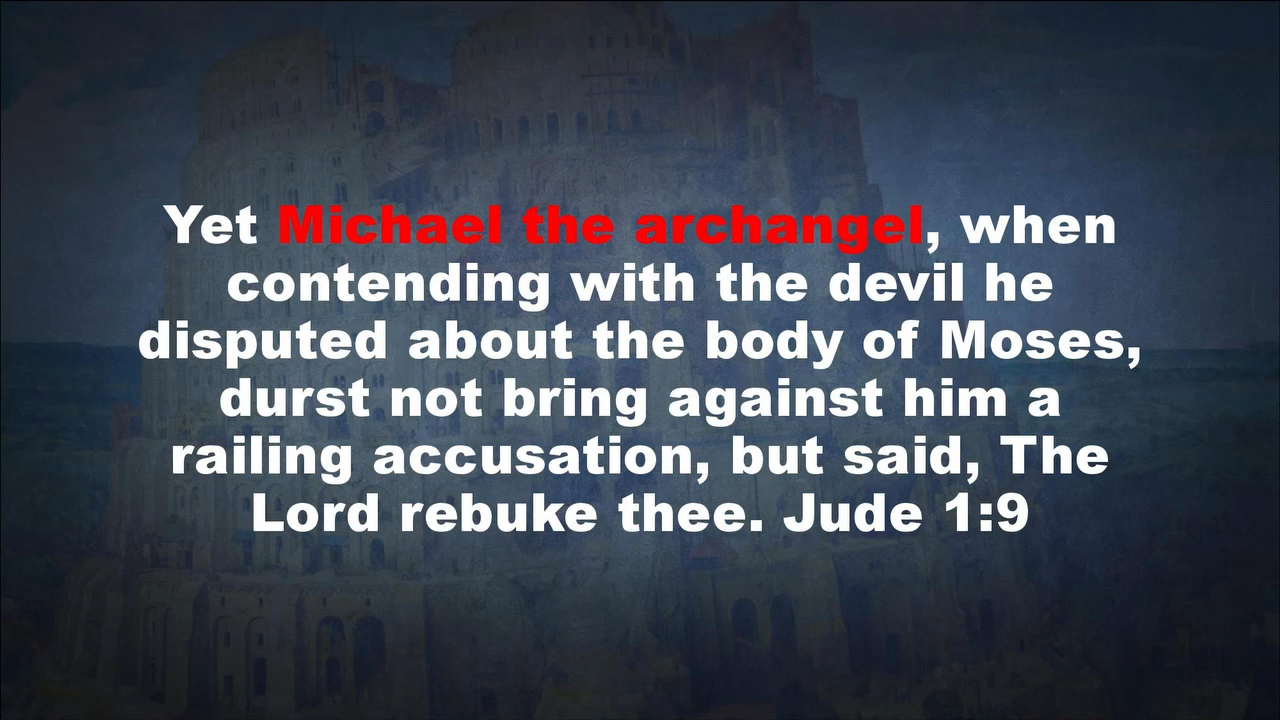 Yet Michael the archangel, when
contending with the devil he
disputed about the body of Moses,
durst not bring against him a
railing accusation, but said, The
Lord rebuke thee. Jude 1:9